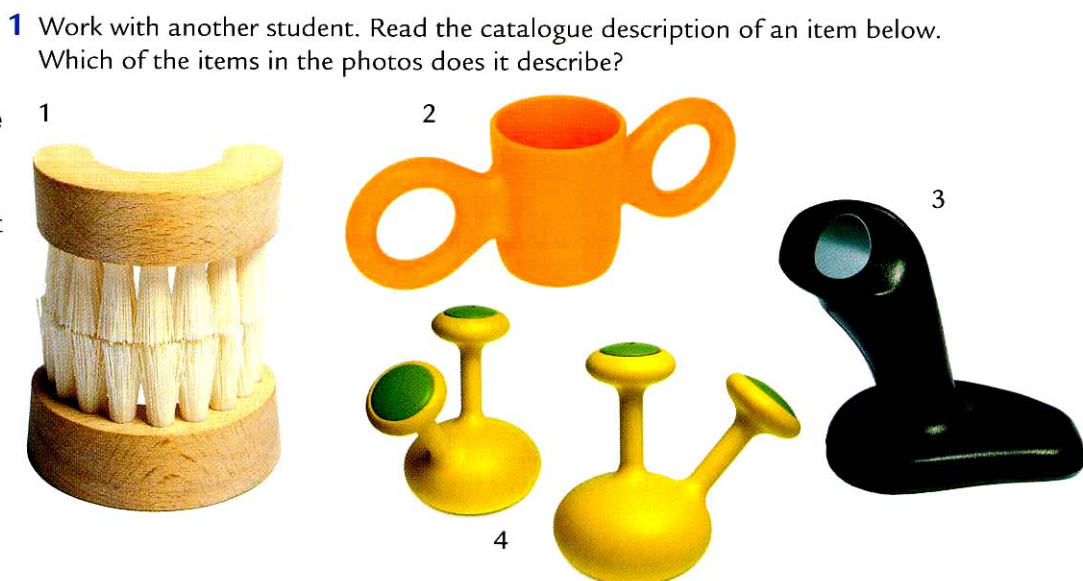 1 Work with another student. Read the catalogue description of an item below.
Which of the items in the photos does it describe?
1
2
3
4